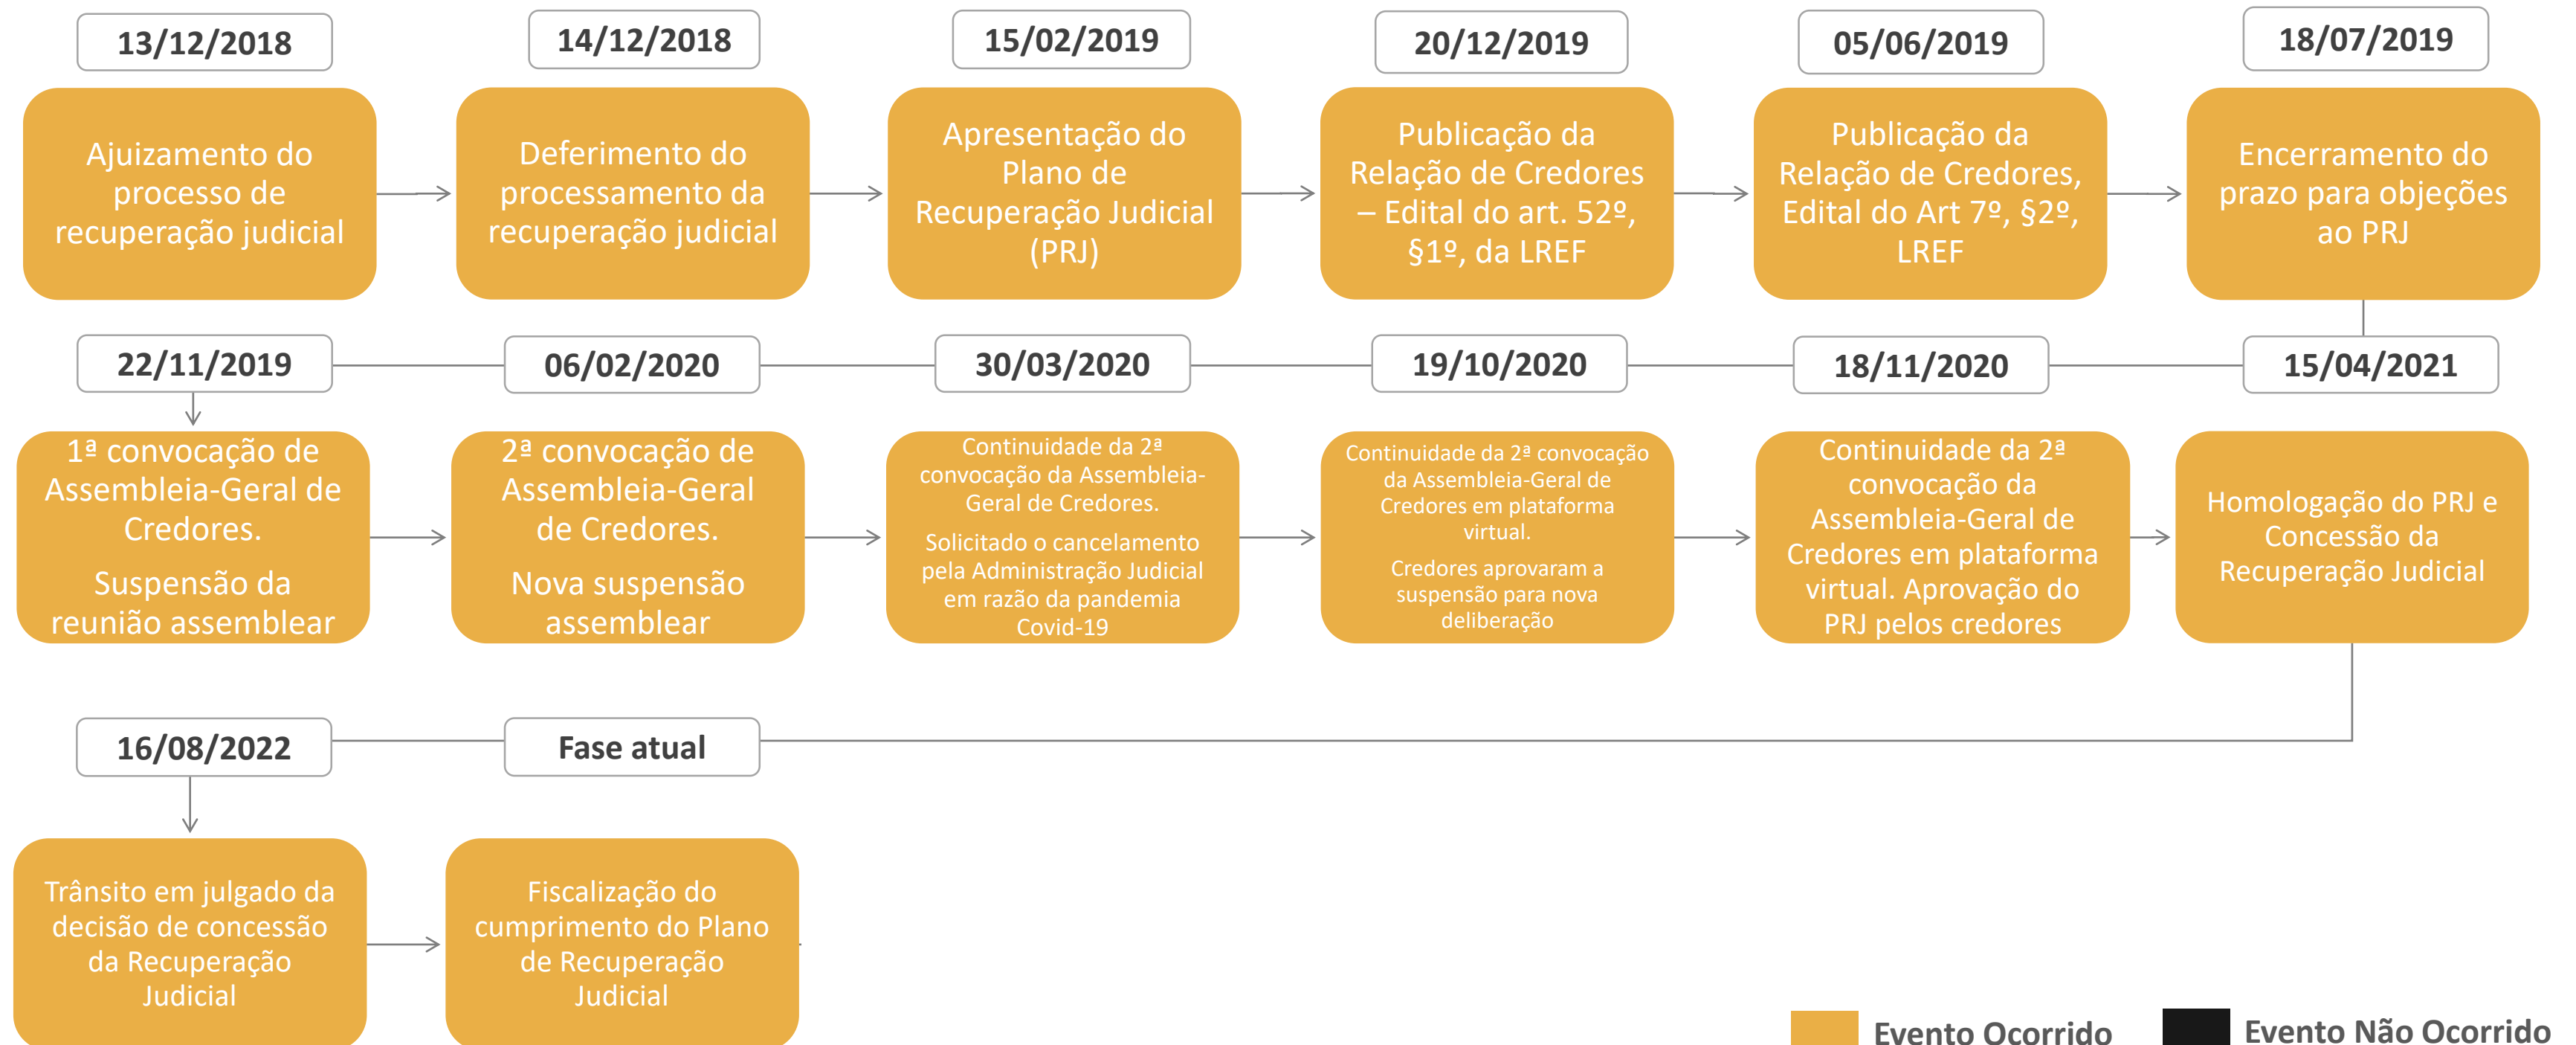 13/12/2018
14/12/2018
15/02/2019
20/12/2019
05/06/2019
18/07/2019
Ajuizamento do
processo de
recuperação judicial
Deferimento do
processamento da
recuperação judicial
Apresentação do
Plano de
Recuperação Judicial
(PRJ)
Publicação da
Relação de Credores
– Edital do art. 52º,
§1º, da LREF
Publicação da
Relação de Credores,
Edital do Art 7º, §2º,
LREF
Encerramento do
prazo para objeções
ao PRJ
22/11/2019
06/02/2020
30/03/2020
19/10/2020
18/11/2020
15/04/2021
1ª convocação de
Assembleia-Geral de
Credores.
Suspensão da
reunião assemblear
2ª convocação de
Assembleia-Geral
de Credores.
Nova suspensão
assemblear
Continuidade da 2ª
convocação da Assembleia-
Geral de Credores.
Solicitado o cancelamento
pela Administração Judicial
em razão da pandemia
Covid-19
Continuidade da 2ª convocação
da Assembleia-Geral de
Credores em plataforma
virtual.
Credores aprovaram a
suspensão para nova
deliberação
Continuidade da 2ª
convocação da
Assembleia-Geral de
Credores em plataforma
virtual. Aprovação do
PRJ pelos credores
Homologação do PRJ e
Concessão da
Recuperação Judicial
16/08/2022
Fase atual
Trânsito em julgado da
decisão de concessão
da Recuperação
Judicial
Fiscalização do
cumprimento do Plano
de Recuperação
Judicial
Evento Ocorrido
Evento Não Ocorrido